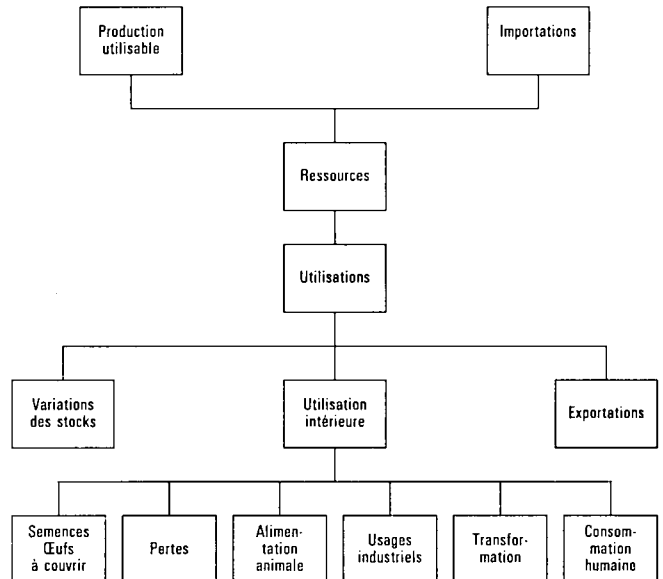 Production
utilisable
Importations
Ressources
Utilisations
Variations
des stocks
Utilisation
intérieure
Exportations
Semences
Œufs
à couvrir
Pertes
Alimen-
tation
animale
Usages
industriels
Transfor-
mation
Consom-
mation
humaine